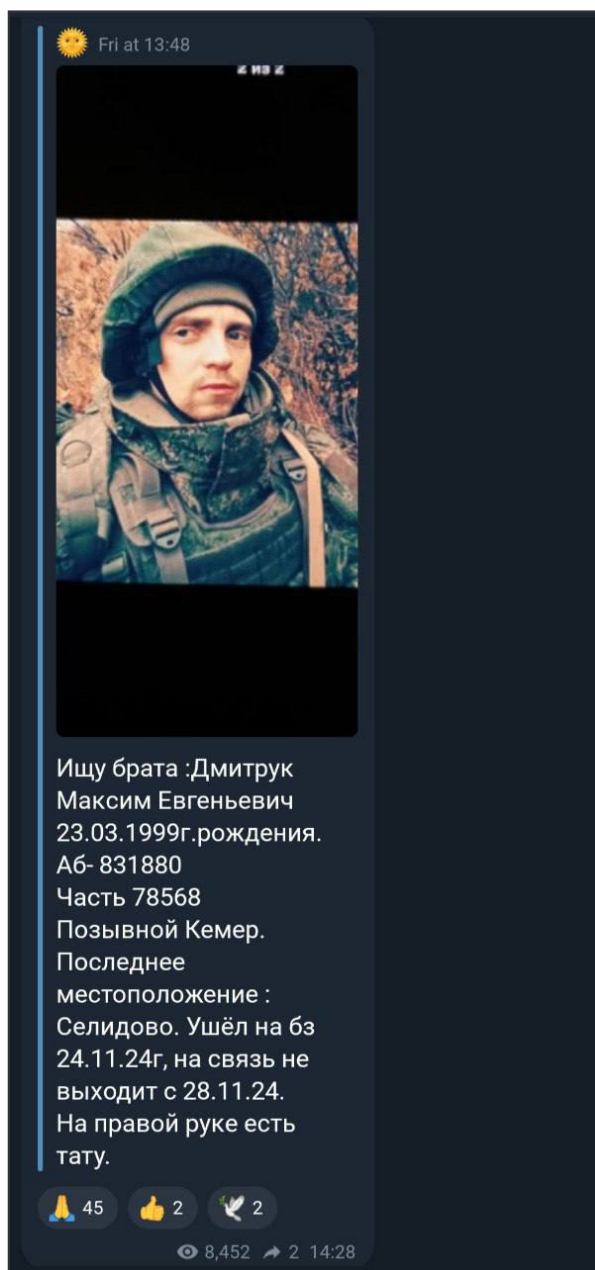 Fri at 13:48
2 из 2
Ищу брата :Дмитрук
Максим Евгеньевич
23.03.1999г.рождения.
Аб- 831880
Часть 78568
Позывной Кемер.
Последнее
местоположение :
Селидово. Ушёл на бз
24.11.24г, на связь не
выходит с 28.11.24.
На правой руке есть
тату.
45 2 2
8,452 2 14:28